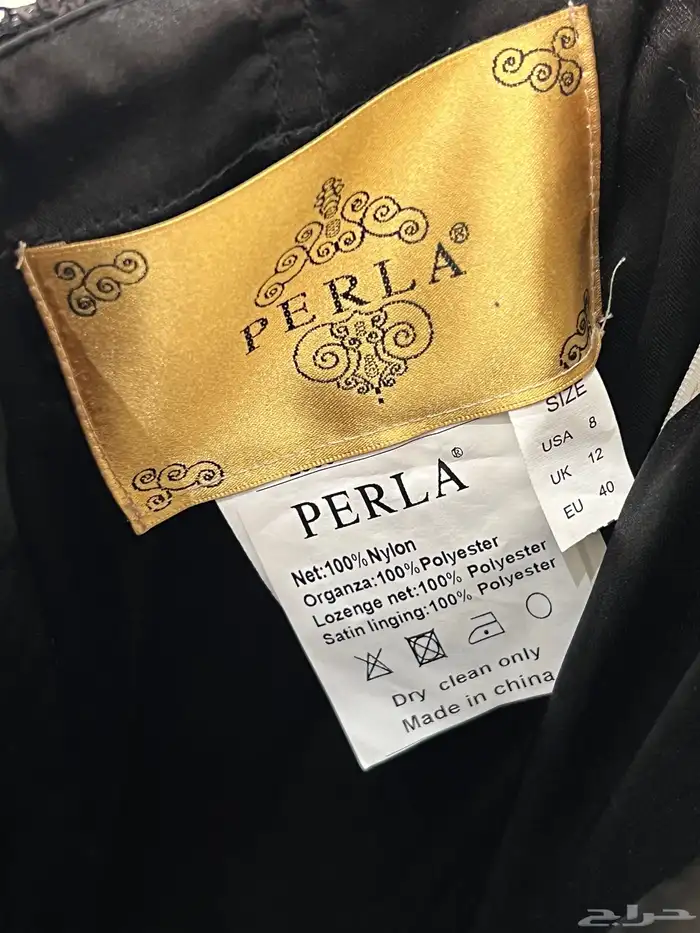 PERLA®
PERLA®
Net:100%Nylon
Organza:100%Polyester
Lozenge net:100% Polyester
Satin linging:100% Polyester
Dry clean only
Made in china
SIZE
USA 8
UK 12
EU 40
حراج